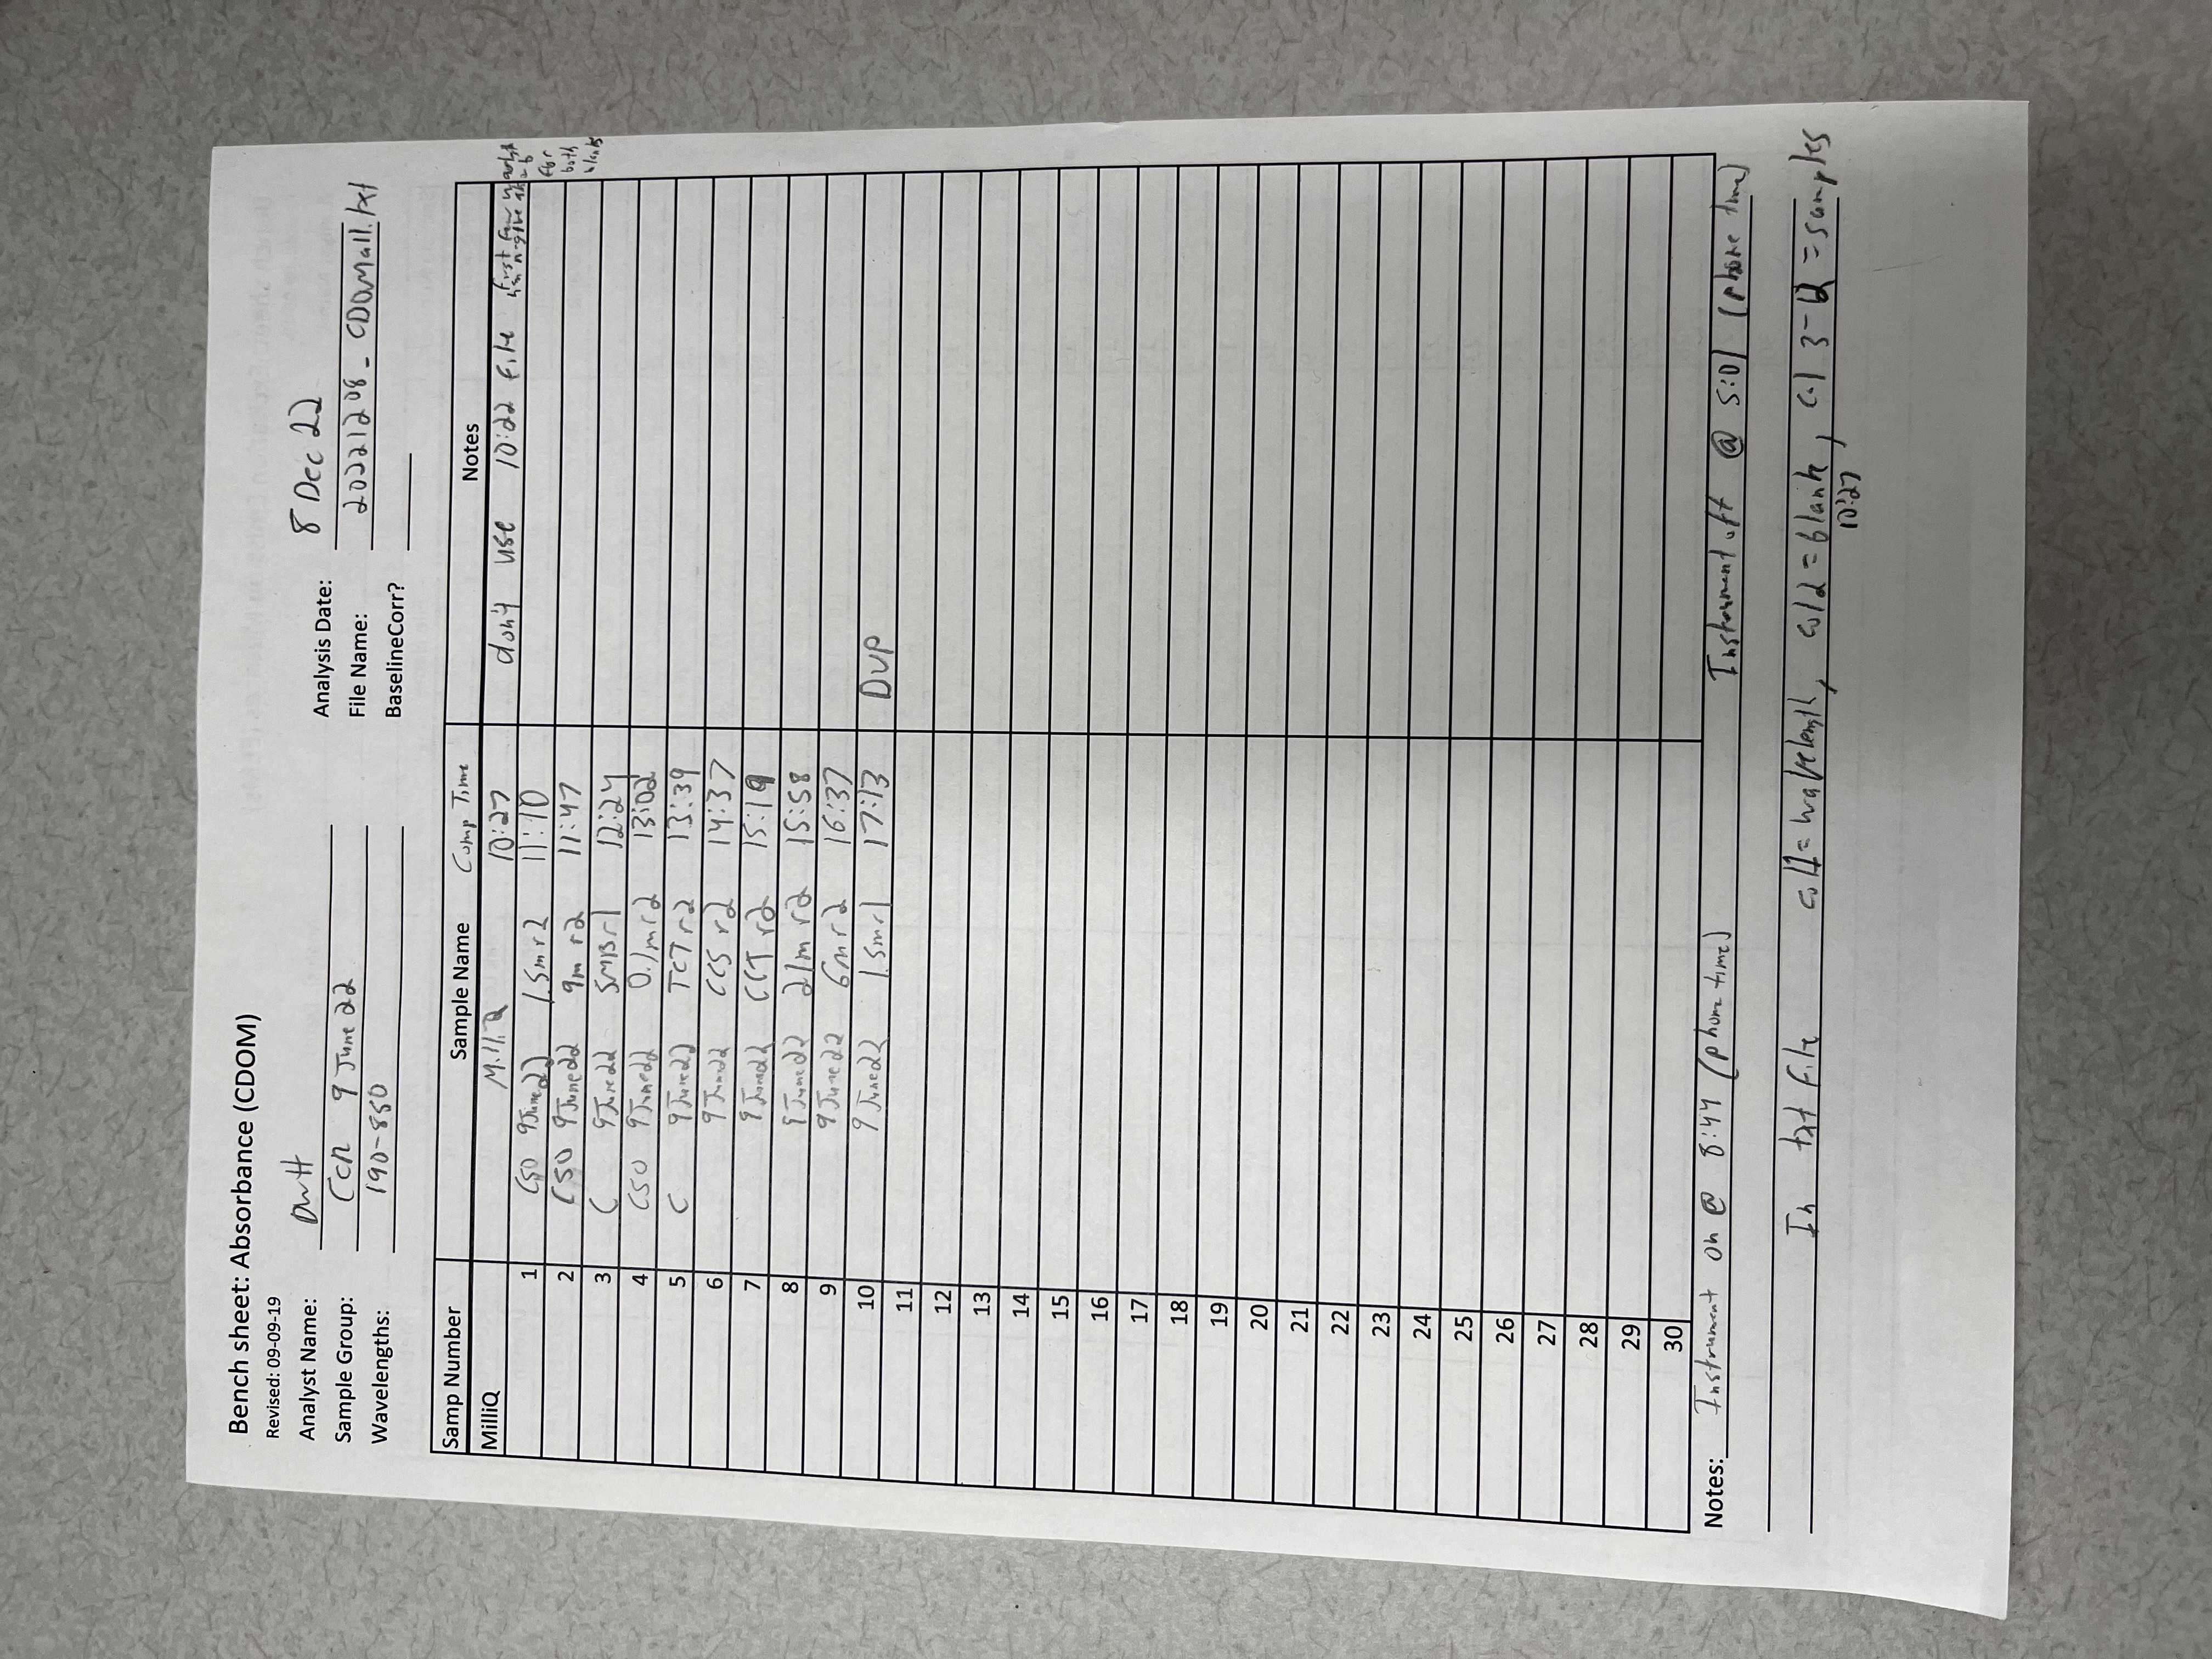 Bench sheet: Absorbance (CDOM)
Revised: 09-09-19
Analyst Name: DWH
Analysis Date: 8 Dec 22
Sample Group: CCR 9 June 22
File Name: 20221208_CDOMall.txt
Wavelengths: 190-850
BaselineCorr?
Samp Number Sample Name Comp Time Notes
MilliQ MilliQ 10:27 don't use 10:22 file first few
for both blanks
1 C50 9June22 1.5m r2 11:10
2 C50 9June22 9m r2 11:47
3 C 9June22 SMB r1 12:24
4 C50 9June22 0.1m r2 13:02
5 C 9June22 TCT r2 13:39
6 9June22 CCS r2 14:37
7 9June22 CCT r2 15:19
8 9June22 21m r2 15:58
9 9June22 6m r2 16:37
10 9June22 1.5m r1 17:13 DUP
11
12
13
14
15
16
17
18
19
20
21
22
23
24
25
26
27
28
29
30
Notes: Instrument on @ 8:44 (phone time) Instrument off @ 5:01 (phone time)
In txt file col1=wavelength, col2=blank, col 3-12=samples
10:27